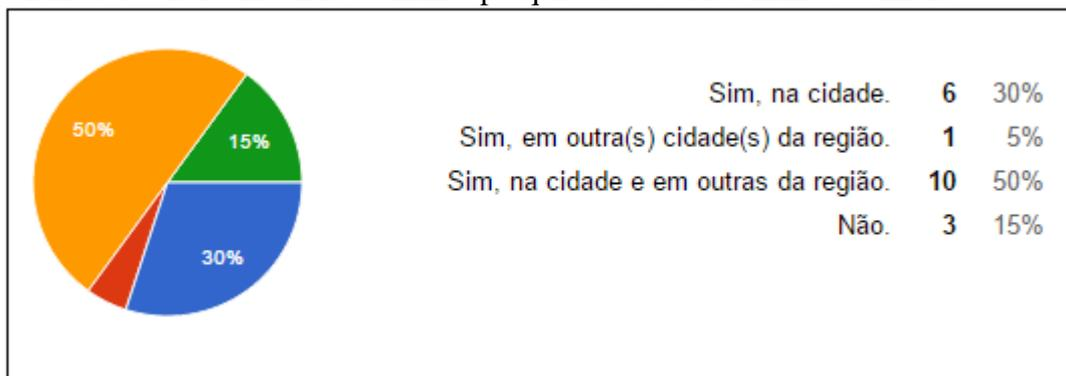 50%
15%
30%
Sim, na cidade. 6 30%
Sim, em outra(s) cidade(s) da região. 1 5%
Sim, na cidade e em outras da região. 10 50%
Não. 3 15%